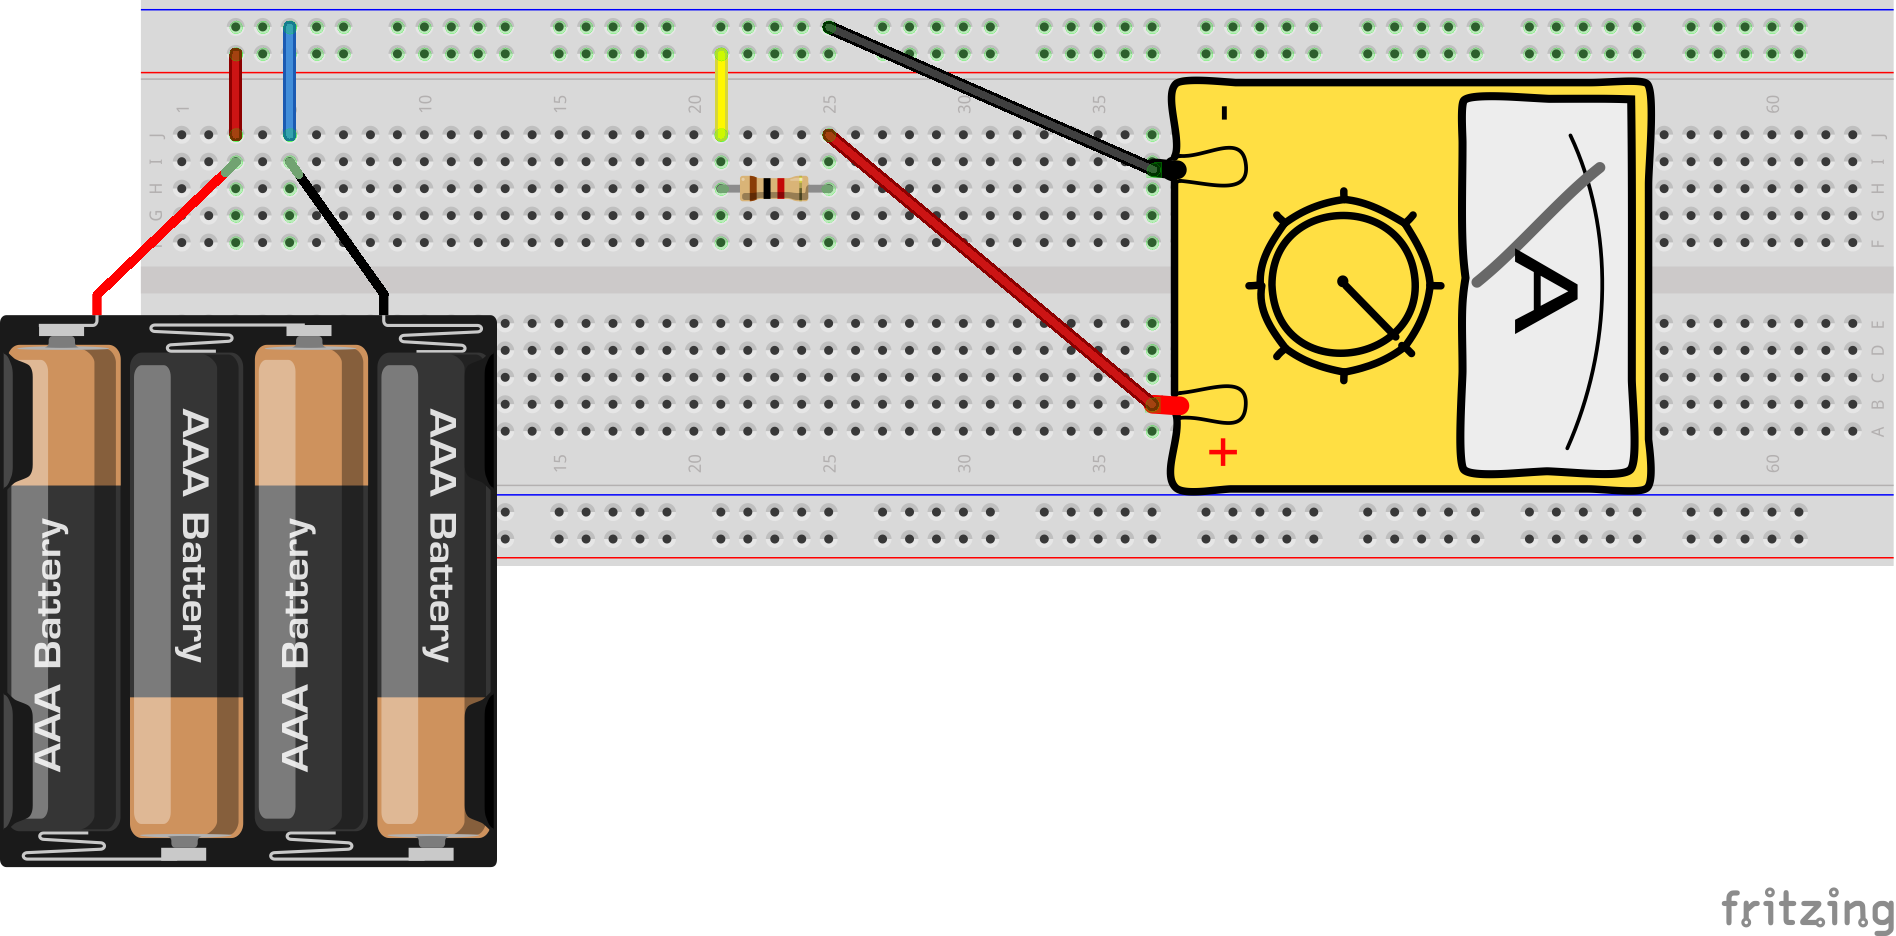 1 10 15 20 25 30 35 60
J J
I I
H H
G G
F
-
A
E
D
C
B
A
+
15 20 25 30 35 60
AAA Battery
AAA Battery
AAA Battery
AAA Battery
fritzing